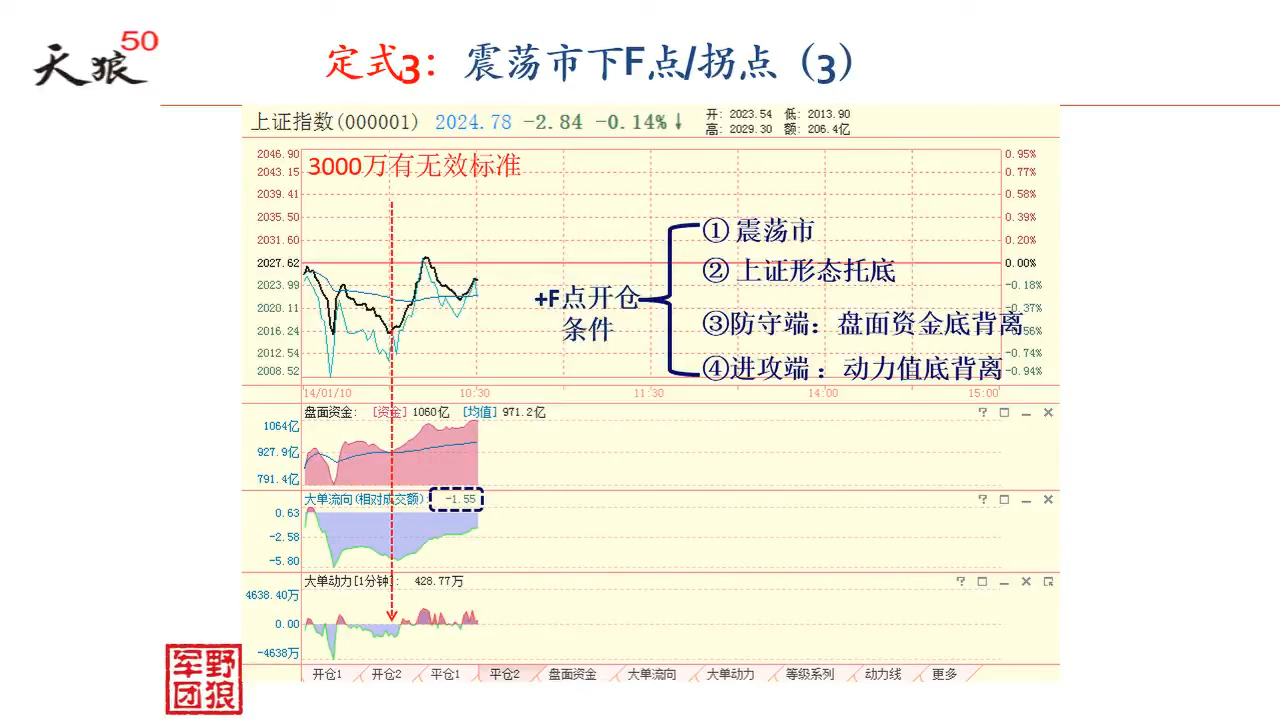 天狼50
定式3：震荡市下F点/拐点（3）
上证指数(000001) 2024.78 -2.84 -0.14%↓ 开: 2023.54 低: 2013.90
高: 2029.30 额: 206.4亿
3000万有无效标准
2046.90 0.95%
2043.15 0.77%
2039.41 0.58%
2035.50 0.39%
2031.60 0.20%
2027.62 0.00%
2023.99 -0.18%
2020.11 -0.37%
2016.24 .56%
2012.54 -0.74%
2008.52 -0.94%
+F点开仓
条件
① 震荡市
② 上证形态托底
③防守端：盘面资金底背离
④进攻端：动力值底背离
14/01/10 10:30 11:30 14:00 15:00
盘面资金: [资金] 1060亿 [均值] 971.2亿
1064亿
927.9亿
791.4亿
大单流向(相对成交额): -1.55
0.63
-2.58
-5.80
大单动力[1分钟]: 428.77万
4638.40万
0.00
-4638万
开仓1 开仓2 平仓1 平仓2 盘面资金 大单流向 大单动力 等级系列 动力线 更多
野狼
军团